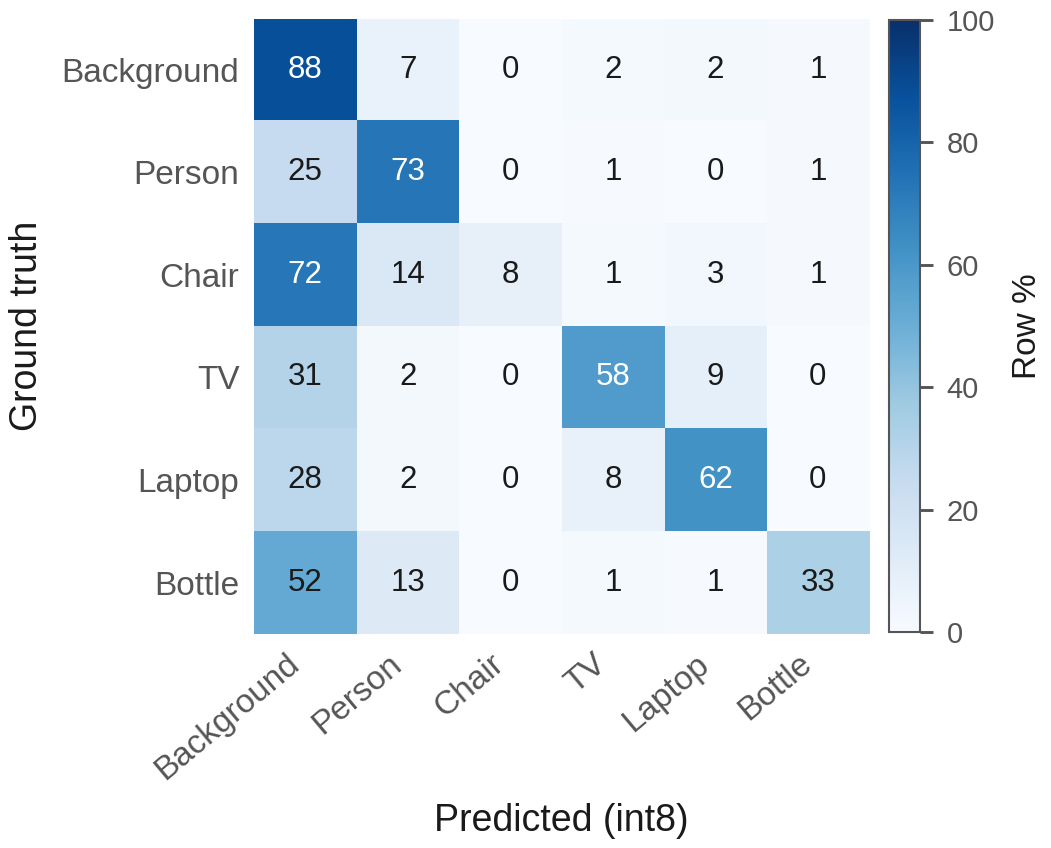 Ground truth
Background 88 7 0 2 2 1
Person 25 73 0 1 0 1
Chair 72 14 8 1 3 1
TV 31 2 0 58 9 0
Laptop 28 2 0 8 62 0
Bottle 52 13 0 1 1 33
Background Person Chair TV Laptop Bottle
Predicted (int8)
100
80
60
40
20
0
Row %